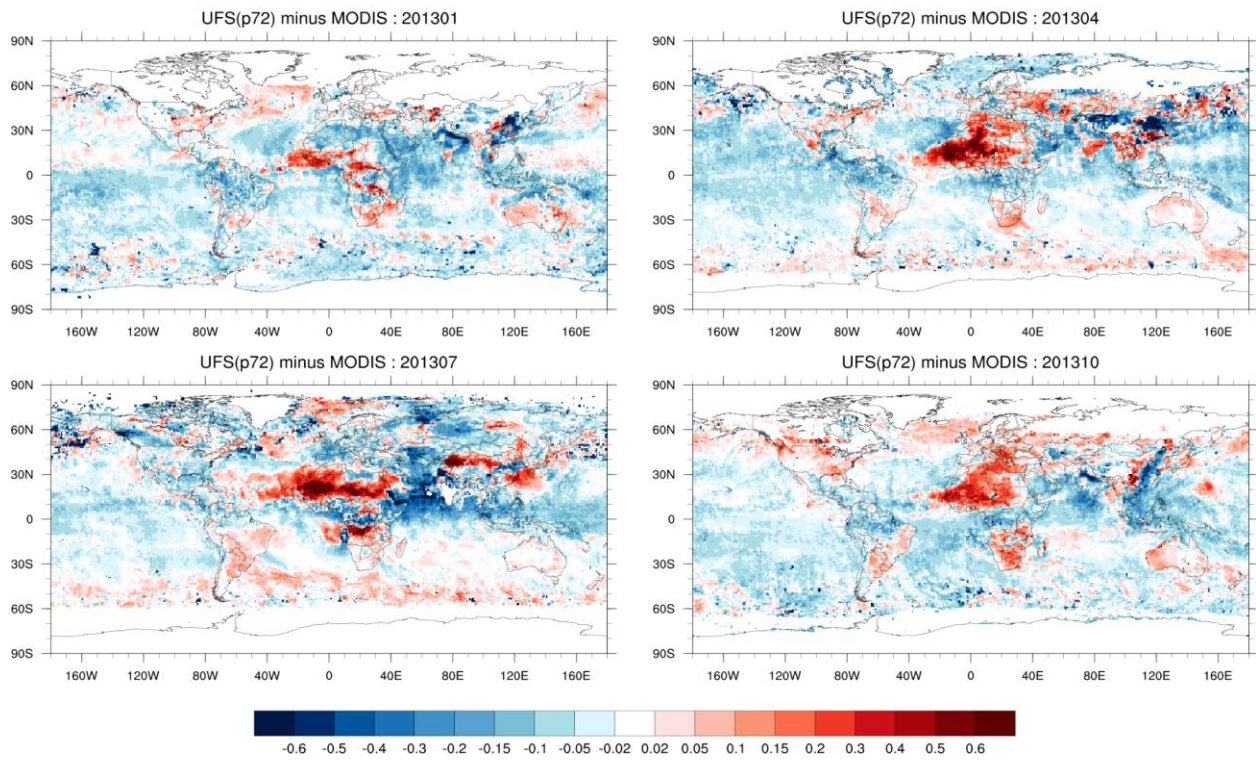 UFS(p72) minus MODIS : 201301
90N
60N
30N
0
30S
60S
90S
160W 120W 80W 40W 0 40E 80E 120E 160E
UFS(p72) minus MODIS : 201304
90N
60N
30N
0
30S
60S
90S
160W 120W 80W 40W 0 40E 80E 120E 160E
UFS(p72) minus MODIS : 201307
90N
60N
30N
0
30S
60S
90S
160W 120W 80W 40W 0 40E 80E 120E 160E
UFS(p72) minus MODIS : 201310
90N
60N
30N
0
30S
60S
90S
160W 120W 80W 40W 0 40E 80E 120E 160E
-0.6 -0.5 -0.4 -0.3 -0.2 -0.15 -0.1 -0.05 -0.02 0.02 0.05 0.1 0.15 0.2 0.3 0.4 0.5 0.6